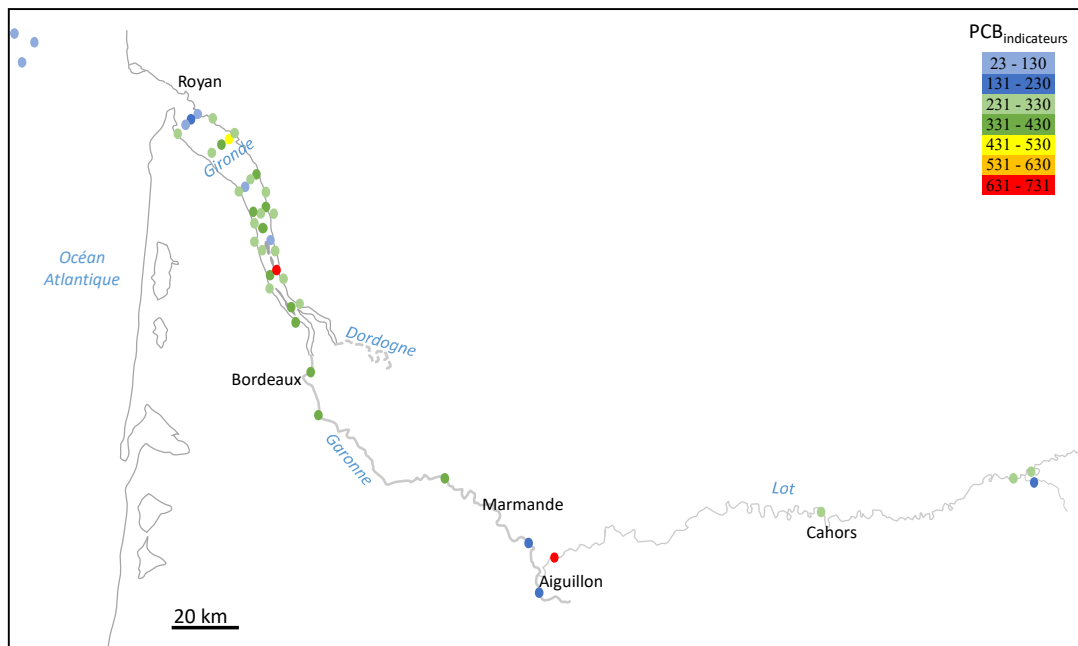 PCBindicateurs
23 - 130
131 - 230
231 - 330
331 - 430
431 - 530
531 - 630
631 - 731
Royan
Gironde
Océan
Atlantique
Dordogne
Bordeaux
Garonne
Marmande
Lot
Cahors
Aiguillon
20 km